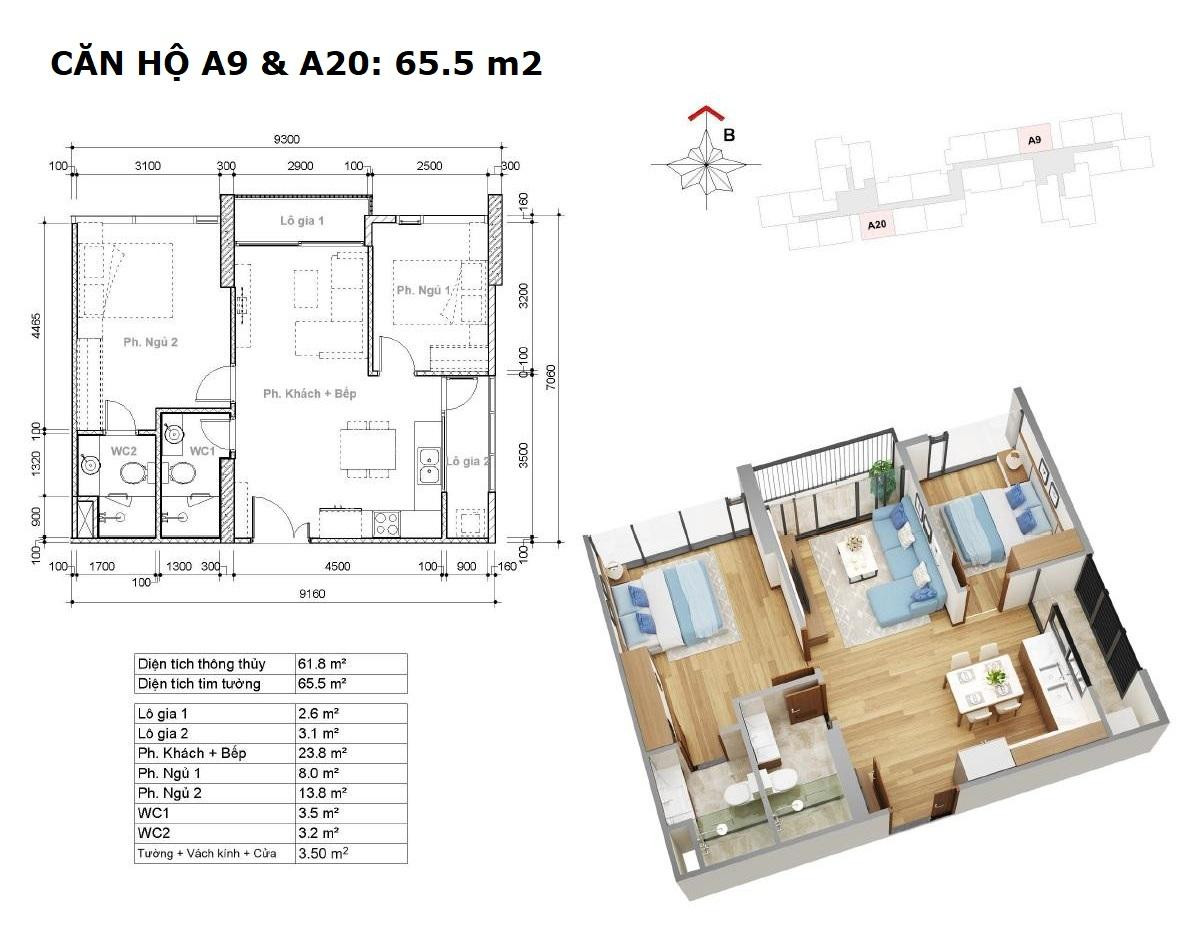 CĂN HỘ A9 & A20: 65.5 m2
B
A9
A20
9300
100 3100 300 2900 100 2500 300
160
Lô gia 1
Ph. Ngủ 1
3200
4465
Ph. Ngủ 2
100
0
7060
Ph. Khách + Bếp
100
WC2
WC1
Lô gia 2
3500
1320
900
100
100
100 1700 1300 300 4500 100 900 160
100
9160
Diện tích thông thủy 61.8 m²
Diện tích tim tường 65.5 m²
Lô gia 1 2.6 m²
Lô gia 2 3.1 m²
Ph. Khách + Bếp 23.8 m²
Ph. Ngủ 1 8.0 m²
Ph. Ngủ 2 13.8 m²
WC1 3.5 m²
WC2 3.2 m²
Tường + Vách kính + Cửa 3.50 m²